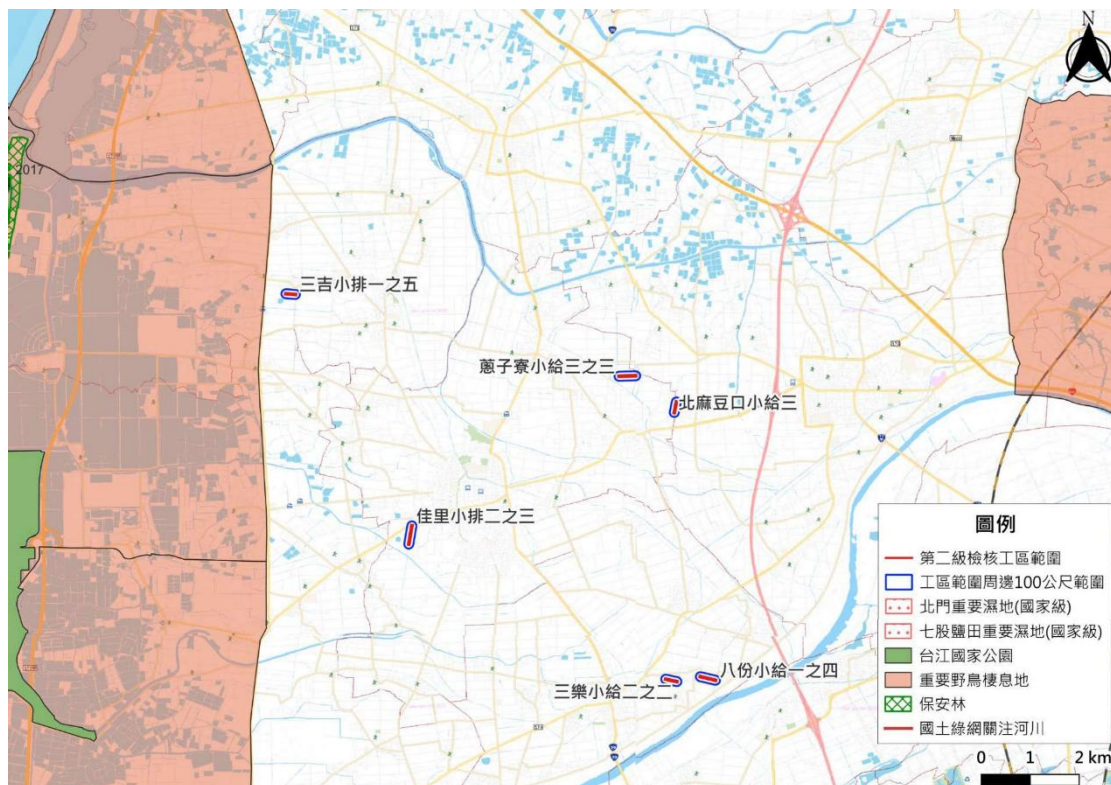 N
2017
三吉小排一之五
蔥子寮小給三之三
北麻豆口小給三
佳里小排二之三
八份小給一之四
三樂小給二之二
圖例
第二級檢核工區範圍
工區範圍周邊100公尺範圍
北門重要濕地(國家級)
七股鹽田重要濕地(國家級)
台江國家公園
重要野鳥棲息地
保安林
國土綠網關注河川
0 1 2 km